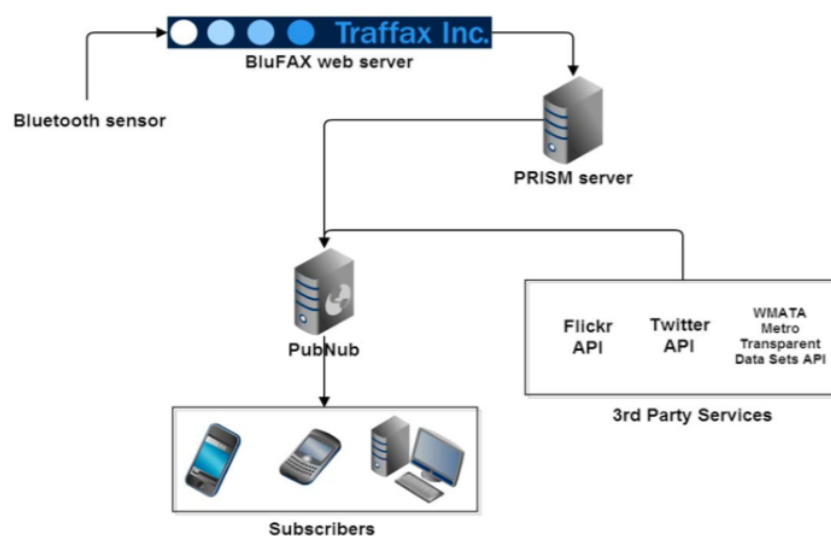 Traffax Inc.
BluFAX web server
Bluetooth sensor
PRISM server
PubNub
Flickr
API
Twitter
API
WMATA
Metro
Transparent
Data Sets API
3rd Party Services
Subscribers